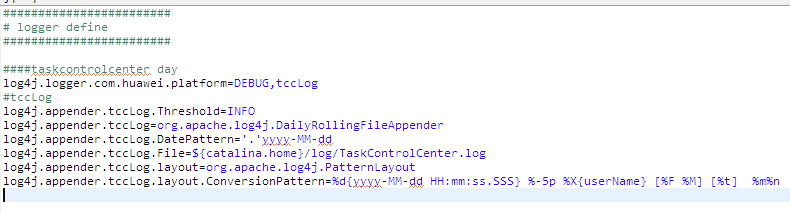 ########################
# logger define
########################
####taskcontrolcenter day
log4j.logger.com.huawei.platform=DEBUG,tccLog
#tccLog
log4j.appender.tccLog.Threshold=INFO
log4j.appender.tccLog=org.apache.log4j.DailyRollingFileAppender
log4j.appender.tccLog.DatePattern='.'yyyy-MM-dd
log4j.appender.tccLog.File=${catalina.home}/log/TaskControlCenter.log
log4j.appender.tccLog.layout=org.apache.log4j.PatternLayout
log4j.appender.tccLog.layout.ConversionPattern=%d{yyyy-MM-dd HH:mm:ss.SSS} %-5p %X{userName} [%F %M] [%t]  %m%n